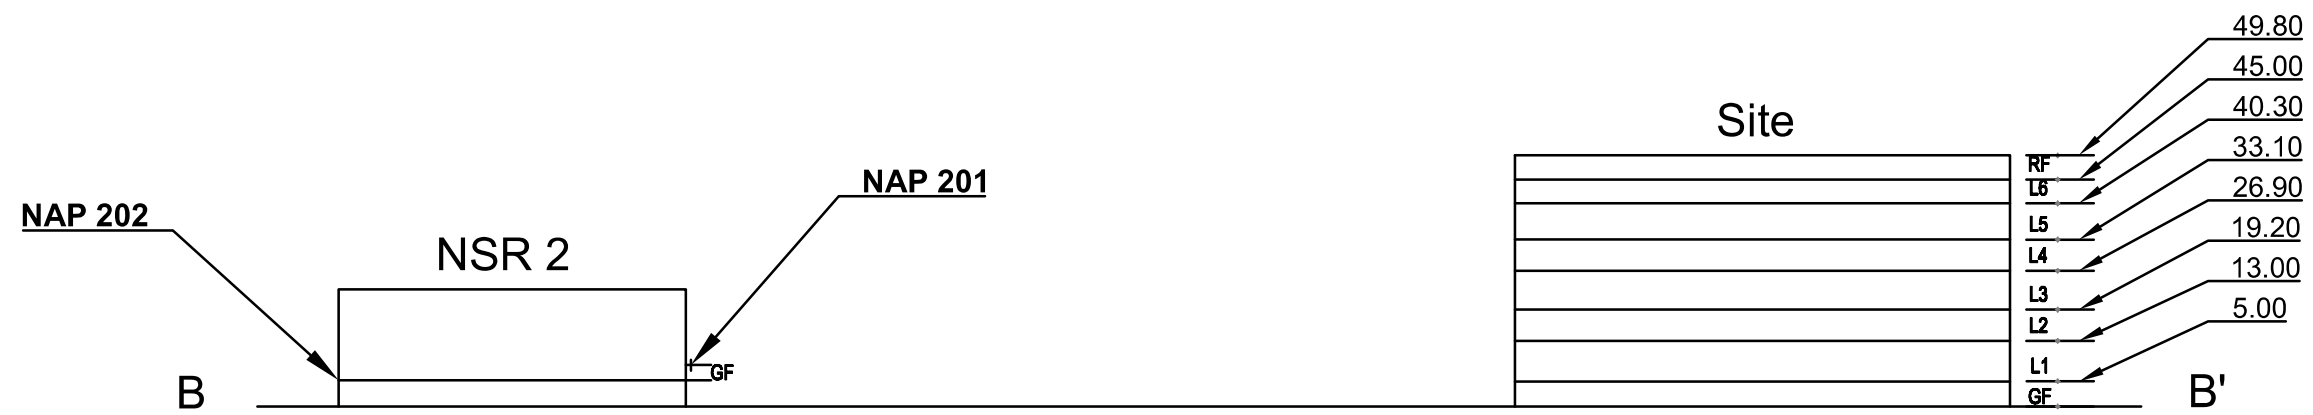 49.80
45.00
40.30
33.10
26.90
19.20
13.00
5.00
Site
RF
L6
L5
L4
L3
L2
L1
GF
NAP 201
NAP 202
NSR 2
GF
B
B'